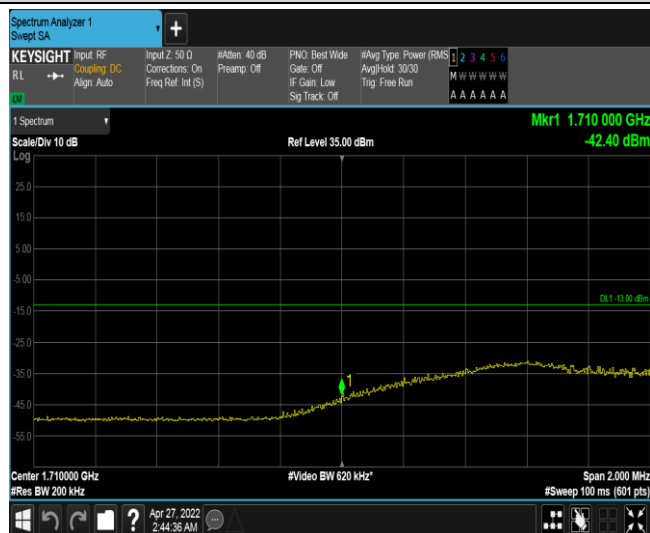 Spectrum Analyzer 1
Swept SA
KEYSIGHT
RL
Input: RF
Coupling: DC
Align: Auto
Input Z: 50 Ω
Corrections: On
Freq Ref: Int (S)
#Atten: 40 dB
Preamp: Off
PNO: Best Wide
Gate: Off
IF Gain: Low
Sig Track: Off
#Avg Type: Power (RMS
Avg|Hold: 30/30
Trig: Free Run
1 2 3 4 5 6
M W W W W W
A A A A A A
1 Spectrum
Mkr1 1.710 000 GHz
Scale/Div 10 dB
Ref Level 35.00 dBm
-42.40 dBm
Log
25.0
15.0
5.00
-5.00
DL1 -13.00 dBm
-15.0
-25.0
-35.0
1
-45.0
-55.0
Center 1.710000 GHz
#Video BW 620 kHz*
Span 2.000 MHz
#Res BW 200 kHz
#Sweep 100 ms (601 pts)
?
Apr 27, 2022
2:44:36 AM